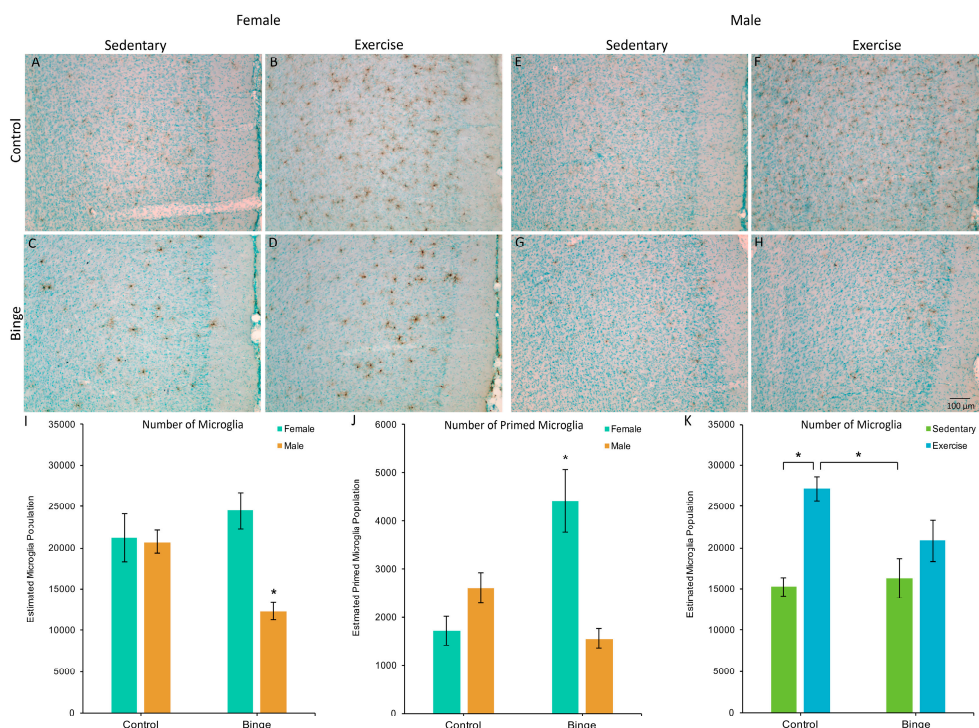 Female Male
Sedentary Exercise Sedentary Exercise
Control
A B E F
Binge
C D G H
100 µm
I Number of Microglia
Female
Male
Estimated Microglia Population
35000
30000
25000
20000
15000
10000
5000
0
*
Control Binge
J Number of Primed Microglia
Female
Male
Estimated Primed Microglia Population
6000
5000
4000
3000
2000
1000
0
*
Control Binge
K Number of Microglia
Sedentary
Exercise
Estimated Microglia Population
35000
30000
25000
20000
15000
10000
5000
0
* *
Control Binge